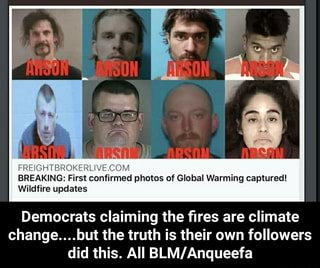 ARSON ARSON ARSON ARSON
ARSON ARSON ARSON ARSON
FREIGHTBROKERLIVE.COM
BREAKING: First confirmed photos of Global Warming captured!
Wildfire updates
Democrats claiming the fires are climate
change....but the truth is their own followers
did this. All BLM/Anqueefa